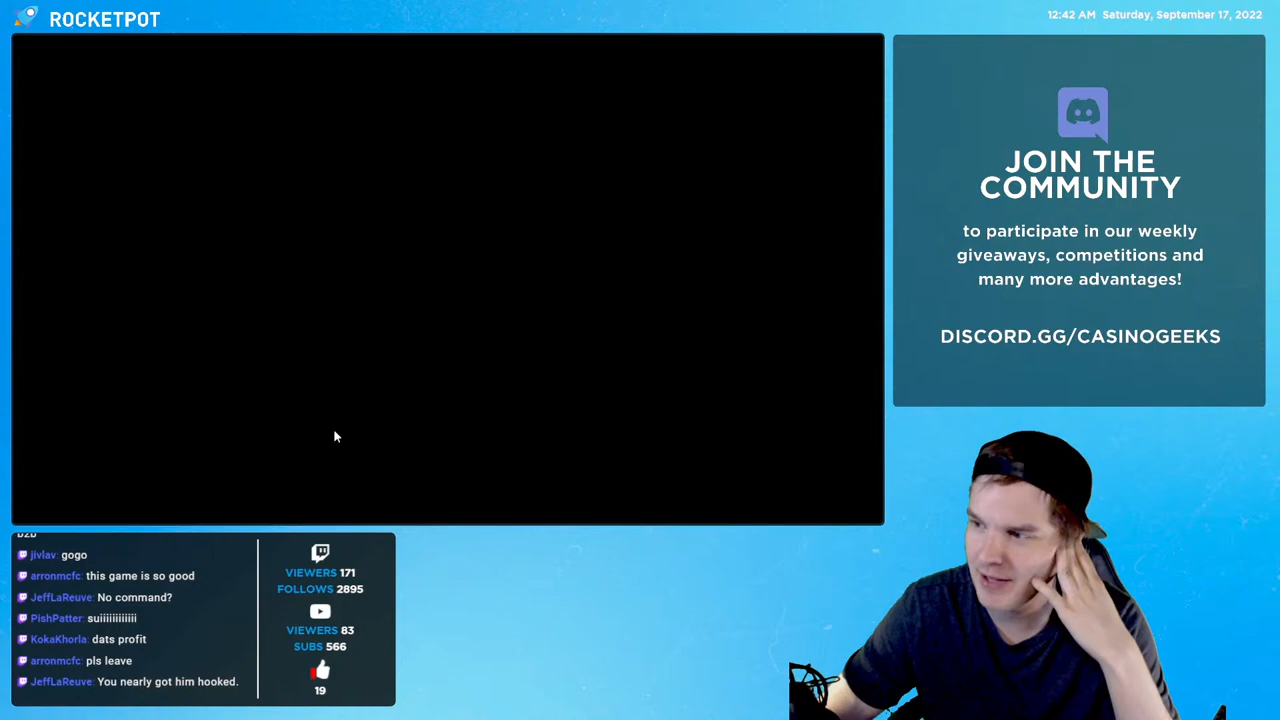 ROCKETPOT
12:42 AM Saturday, September 17, 2022
JOIN THE
COMMUNITY
to participate in our weekly
giveaways, competitions and
many more advantages!
DISCORD.GG/CASINOGEEKS
b2b
jivlav: gogo
arronmcfc: this game is so good
JeffLaReuve: No command?
PishPatter: suiiiiiiiiiiii
KokaKhorla: dats profit
arronmcfc: pls leave
JeffLaReuve: You nearly got him hooked.
VIEWERS 171
FOLLOWS 2895
VIEWERS 83
SUBS 566
19